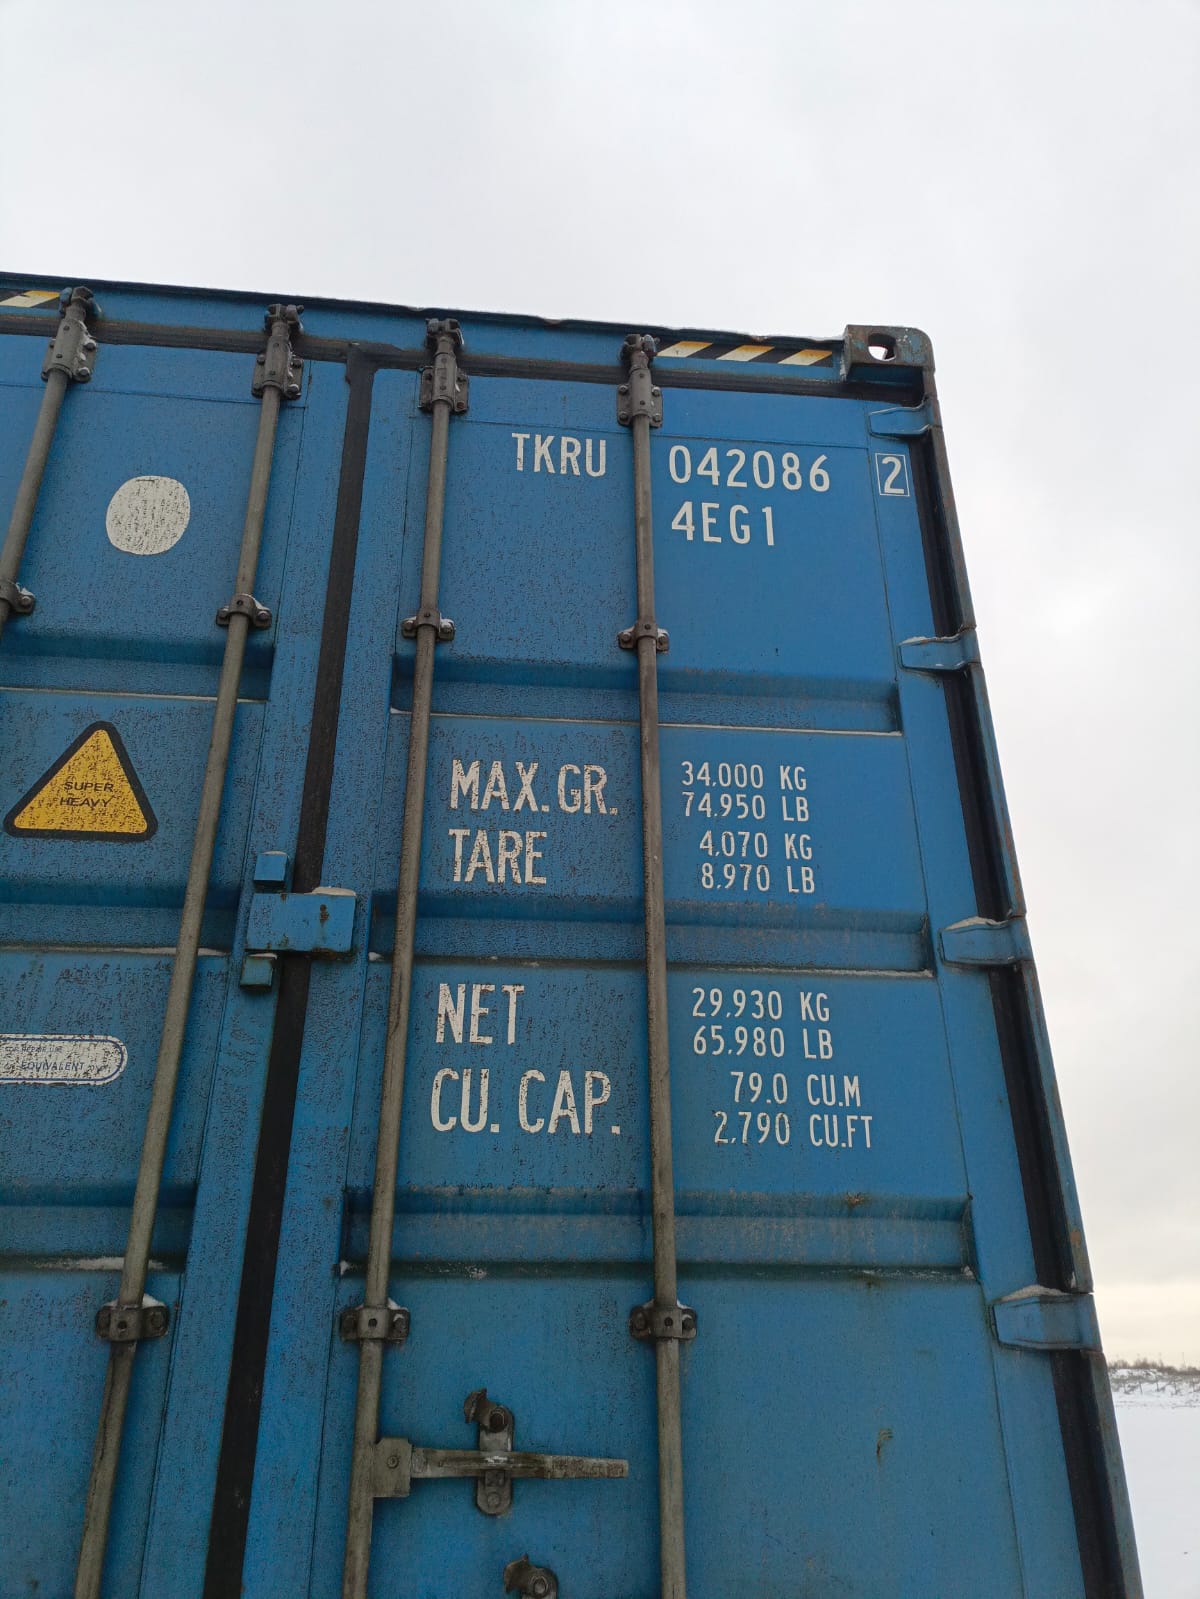 TKRU 042086 2
4EG1
SUPER
HEAVY
MAX.GR. 34.000 KG
74.950 LB
TARE 4.070 KG
8.970 LB
NET 29.930 KG
65.980 LB
CU. CAP. 79.0 CU.M
2.790 CU.FT
EQUIVALENT